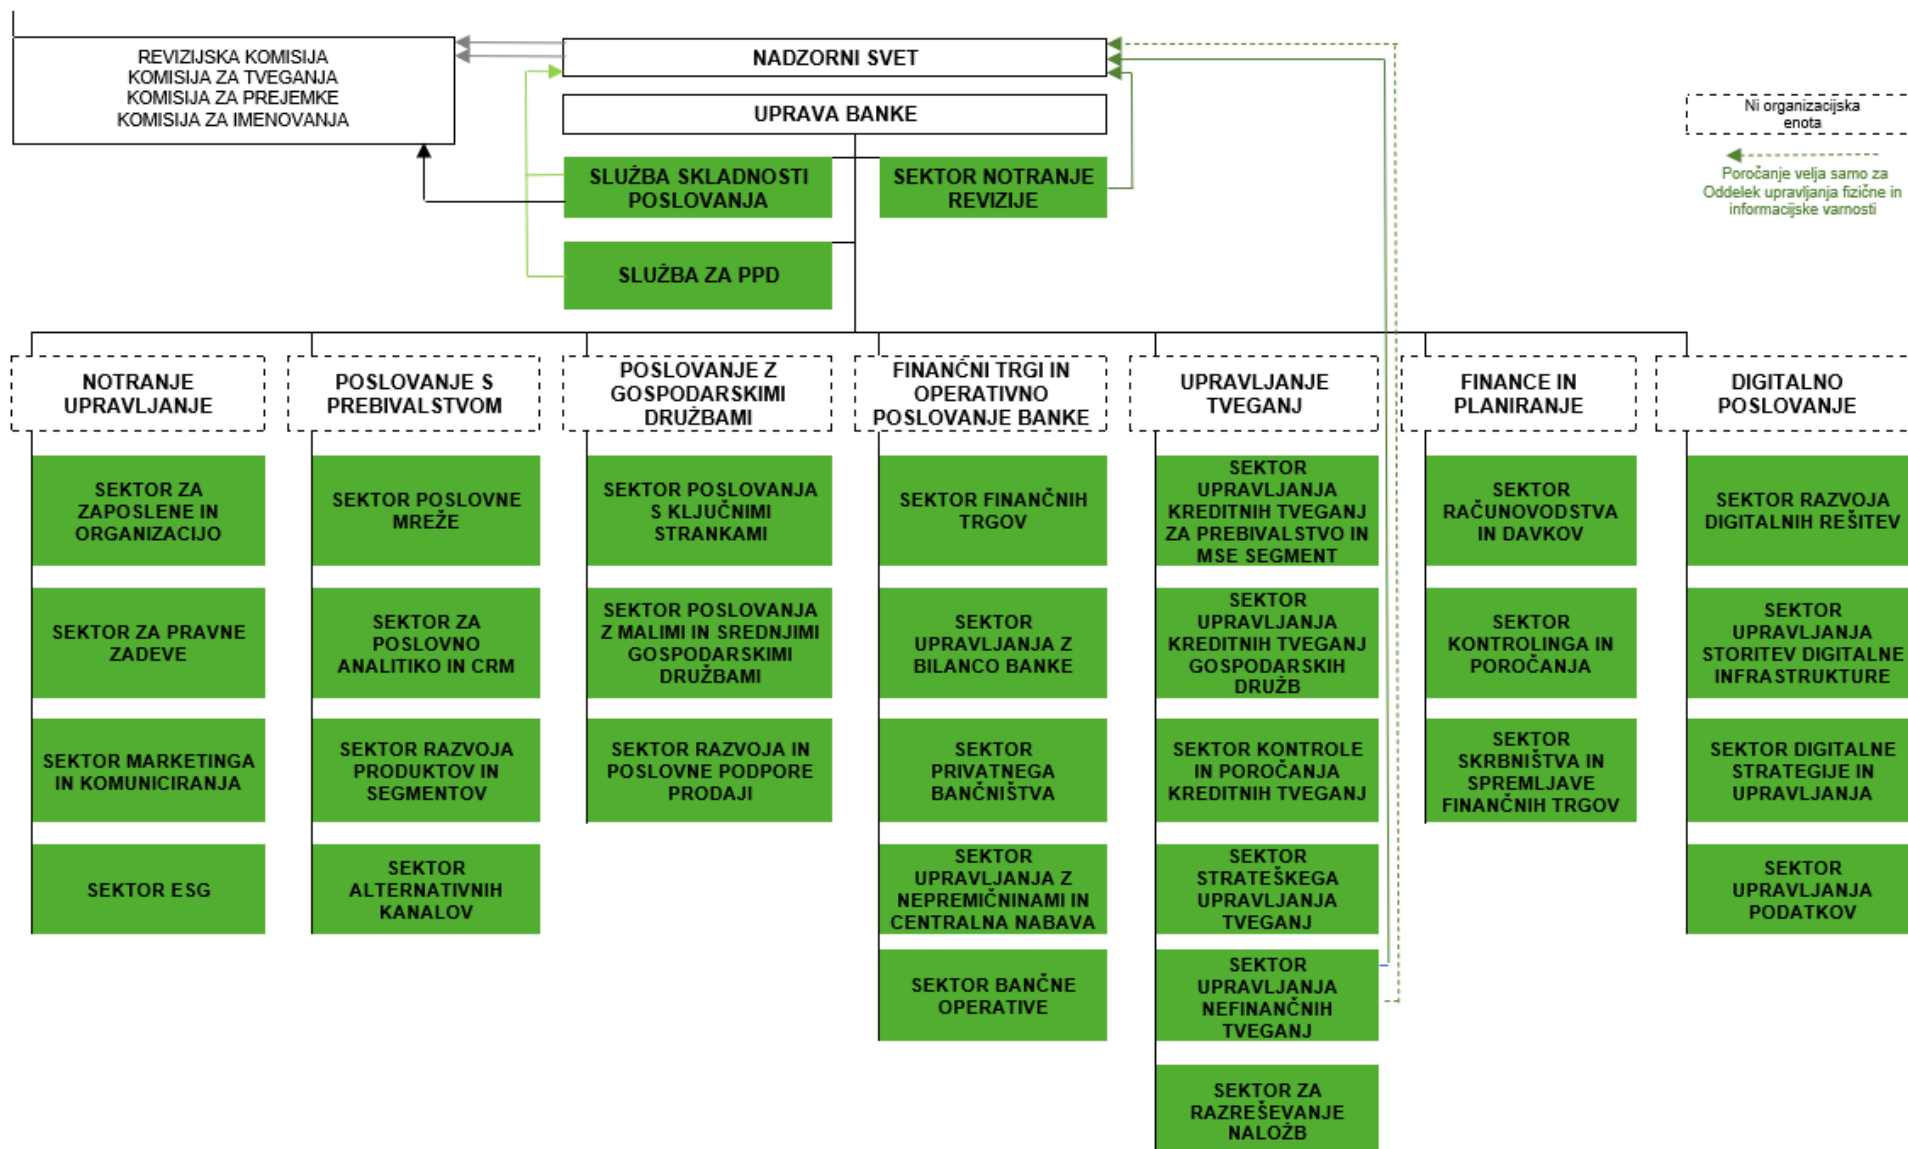 REVIZIJSKA KOMISIJA
KOMISIJA ZA TVEGANJA
KOMISIJA ZA PREJEMKE
KOMISIJA ZA IMENOVANJA
NADZORNI SVET
UPRAVA BANKE
Ni organizacijska
enota
Poročanje velja samo za
Oddelek upravljanja fizične in
informacijske varnosti
SLUŽBA SKLADNOSTI
POSLOVANJA
SEKTOR NOTRANJE
REVIZIJE
SLUŽBA ZA PPD
NOTRANJE
UPRAVLJANJE
POSLOVANJE S
PREBIVALSTVOM
POSLOVANJE Z
GOSPODARSKIMI
DRUŽBAMI
FINANČNI TRGI IN
OPERATIVNO
POSLOVANJE BANKE
UPRAVLJANJE
TVEGANJ
FINANCE IN
PLANIRANJE
DIGITALNO
POSLOVANJE
SEKTOR ZA
ZAPOSLENE IN
ORGANIZACIJO
SEKTOR POSLOVNE
MREŽE
SEKTOR POSLOVANJA
S KLJUČNIMI
STRANKAMI
SEKTOR FINANČNIH
TRGOV
SEKTOR
UPRAVLJANJA
KREDITNIH TVEGANJ
ZA PREBIVALSTVO IN
MSE SEGMENT
SEKTOR
RAČUNOVODSTVA
IN DAVKOV
SEKTOR RAZVOJA
DIGITALNIH REŠITEV
SEKTOR ZA PRAVNE
ZADEVE
SEKTOR ZA
POSLOVNO
ANALITIKO IN CRM
SEKTOR POSLOVANJA
Z MALIMI IN SREDNJIMI
GOSPODARSKIMI
DRUŽBAMI
SEKTOR
UPRAVLJANJA Z
BILANCO BANKE
SEKTOR
UPRAVLJANJA
KREDITNIH TVEGANJ
GOSPODARSKIH
DRUŽB
SEKTOR
KONTROLINGA IN
POROČANJA
SEKTOR
UPRAVLJANJA
STORITEV DIGITALNE
INFRASTRUKTURE
SEKTOR MARKETINGA
IN KOMUNICIRANJA
SEKTOR RAZVOJA
PRODUKTOV IN
SEGMENTOV
SEKTOR RAZVOJA IN
POSLOVNE PODPORE
PRODAJI
SEKTOR
PRIVATNEGA
BANČNIŠTVA
SEKTOR KONTROLE
IN POROČANJA
KREDITNIH TVEGANJ
SEKTOR
SKRBNIŠTVA IN
SPREMLJAVE
FINANČNIH TRGOV
SEKTOR DIGITALNE
STRATEGIJE IN
UPRAVLJANJA
SEKTOR ESG
SEKTOR
ALTERNATIVNIH
KANALOV
SEKTOR
UPRAVLJANJA Z
NEPREMIČNINAMI IN
CENTRALNA NABAVA
SEKTOR
STRATEŠKEGA
UPRAVLJANJA
TVEGANJ
SEKTOR
UPRAVLJANJA
PODATKOV
SEKTOR BANČNE
OPERATIVE
SEKTOR
UPRAVLJANJA
NEFINANČNIH
TVEGANJ
SEKTOR ZA
RAZREŠEVANJE
NALOŽB